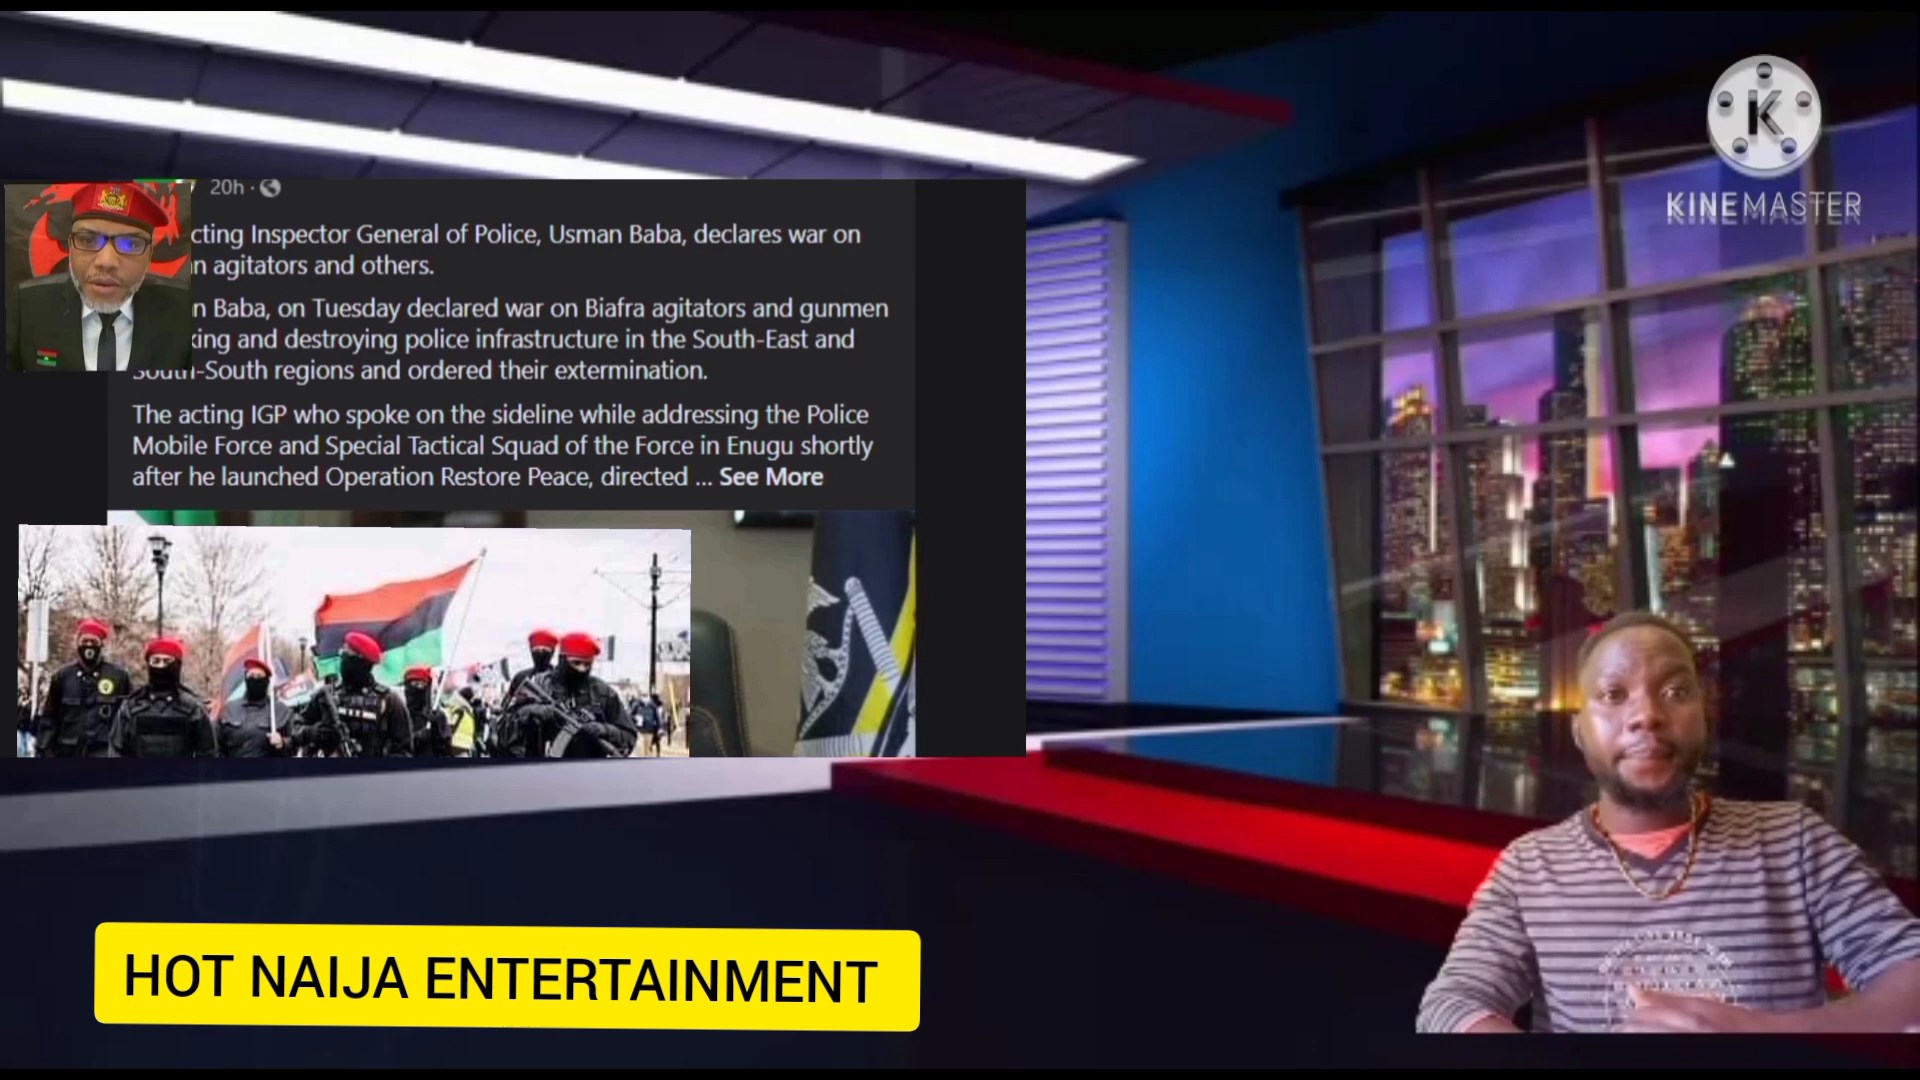 20h ·
cting Inspector General of Police, Usman Baba, declares war on
n agitators and others.
n Baba, on Tuesday declared war on Biafra agitators and gunmen
king and destroying police infrastructure in the South-East and
South-South regions and ordered their extermination.
The acting IGP who spoke on the sideline while addressing the Police
Mobile Force and Special Tactical Squad of the Force in Enugu shortly
after he launched Operation Restore Peace, directed ... See More
K
KINEMASTER
HOT NAIJA ENTERTAINMENT